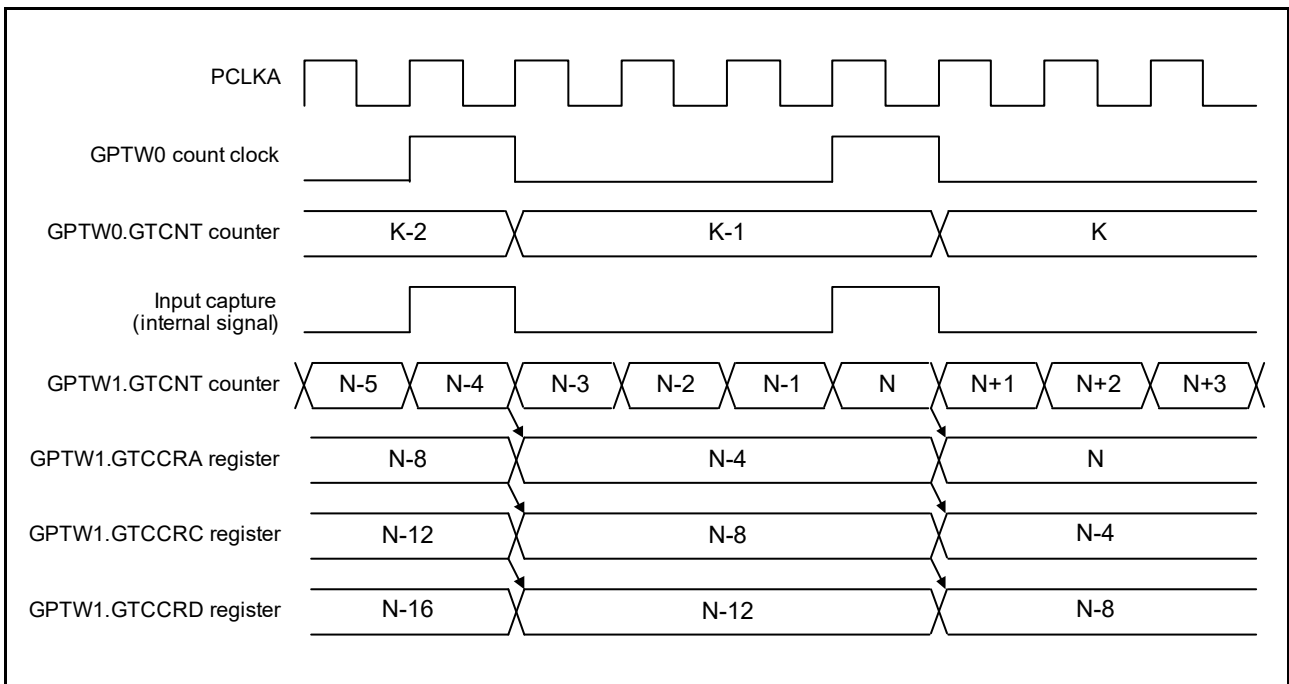 PCLKA
GPTW0 count clock
GPTW0.GTCNT counter K-2 K-1 K
Input capture
(internal signal)
GPTW1.GTCNT counter N-5 N-4 N-3 N-2 N-1 N N+1 N+2 N+3
GPTW1.GTCCRA register N-8 N-4 N
GPTW1.GTCCRC register N-12 N-8 N-4
GPTW1.GTCCRD register N-16 N-12 N-8